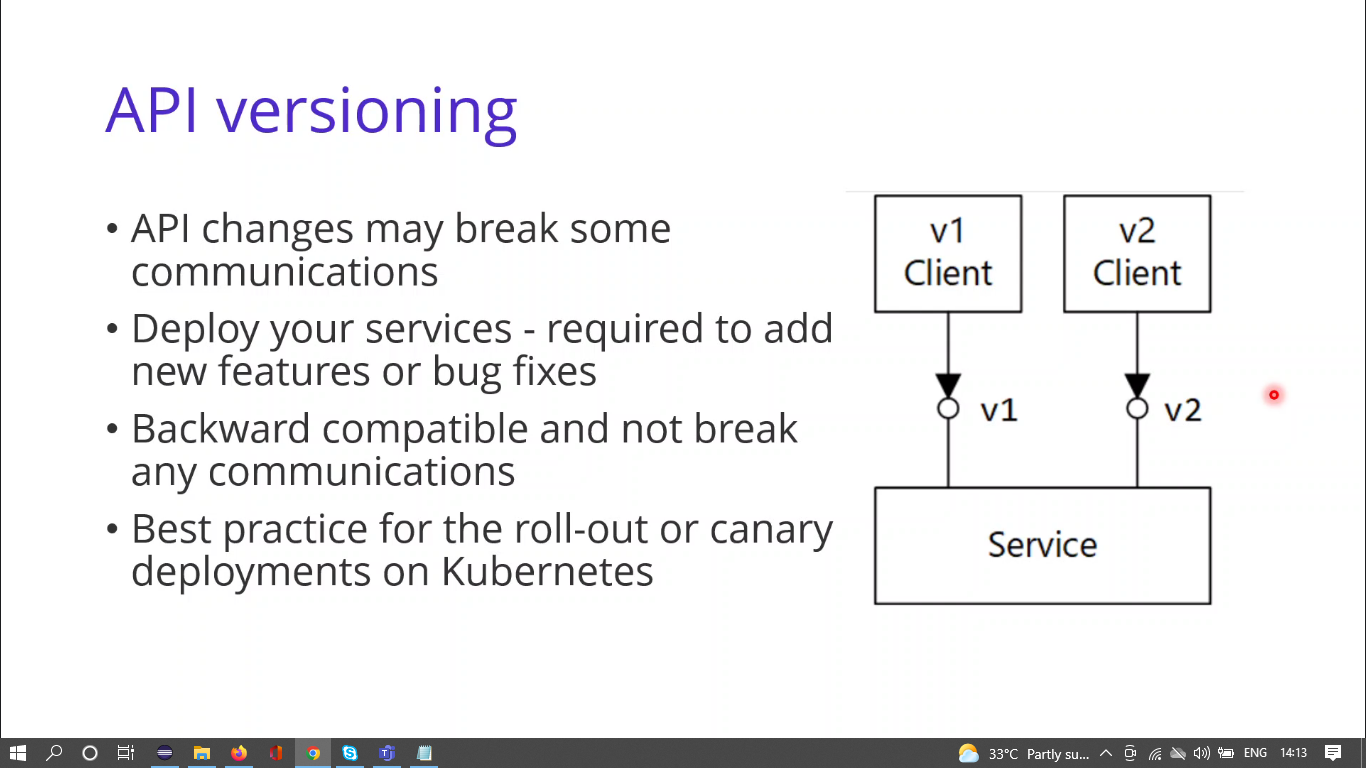 API versioning
• API changes may break some
communications
• Deploy your services - required to add
new features or bug fixes
• Backward compatible and not break
any communications
• Best practice for the roll-out or canary
deployments on Kubernetes
v1
Client
v2
Client
v1
v2
Service
33°C Partly su... ENG 14:13